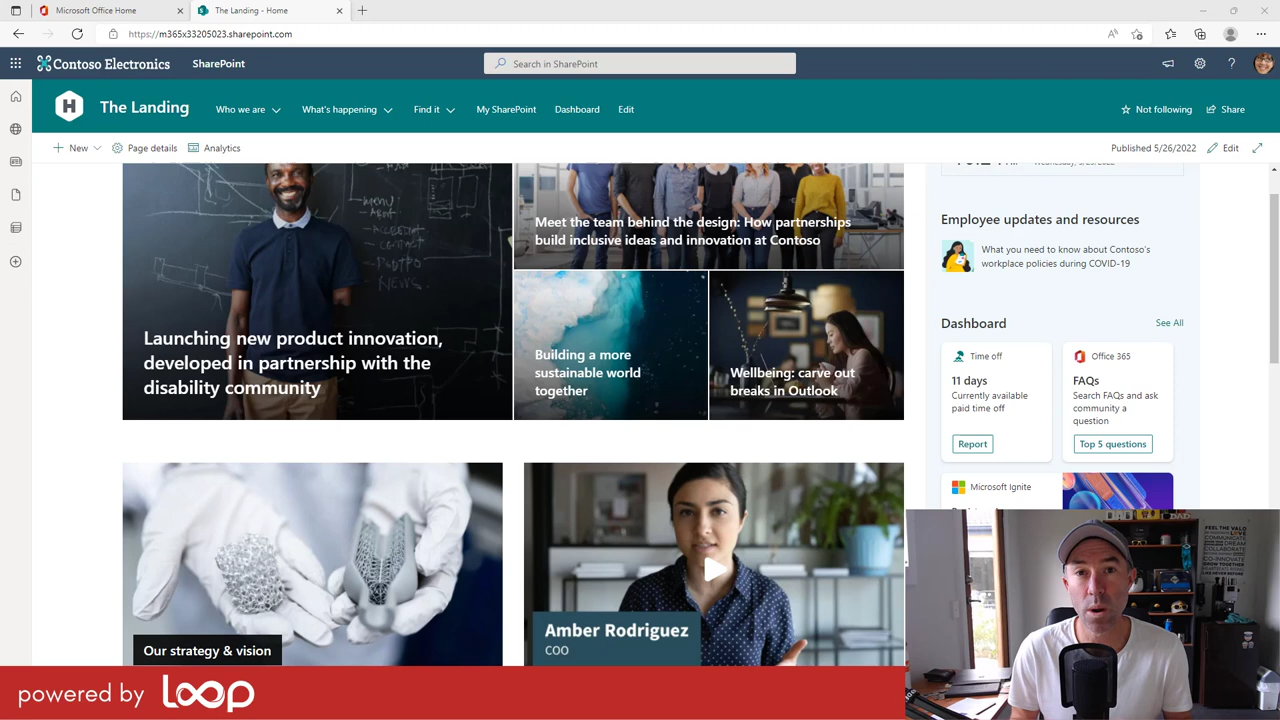 Microsoft Office Home
The Landing - Home
https://m365x33205023.sharepoint.com
Contoso Electronics
SharePoint
Search in SharePoint
H
The Landing
Who we are
What's happening
Find it
My SharePoint
Dashboard
Edit
Not following
Share
New
Page details
Analytics
Published 5/26/2022
Edit
Launching new product innovation,
developed in partnership with the
disability community
Meet the team behind the design: How partnerships
build inclusive ideas and innovation at Contoso
Building a more
sustainable world
together
Wellbeing: carve out
breaks in Outlook
Employee updates and resources
What you need to know about Contoso's
workplace policies during COVID-19
Dashboard
See All
Time off
11 days
Currently available
paid time off
Report
Office 365
FAQs
Search FAQs and ask
community a
question
Top 5 questions
Microsoft Ignite
Our strategy & vision
Amber Rodriguez
COO
powered by loop